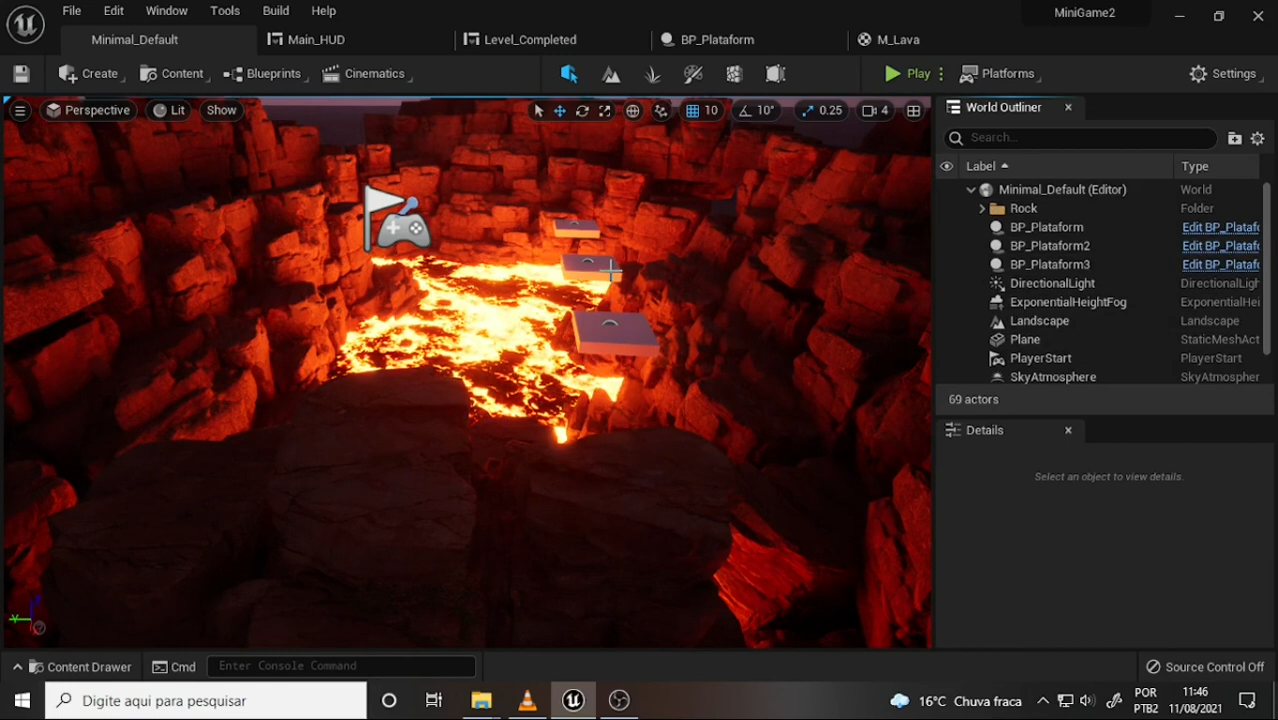 File Edit Window Tools Build Help
MiniGame2
Minimal_Default Main_HUD Level_Completed BP_Plataform M_Lava
Create Content Blueprints Cinematics Play Platforms Settings
Perspective Lit Show 10 10° 0.25 4
World Outliner
Search...
Label Type
Minimal_Default (Editor) World
Rock Folder
BP_Plataform Edit BP_Plataf
BP_Plataform2 Edit BP_Plataf
BP_Plataform3 Edit BP_Plataf
DirectionalLight DirectionalLigh
ExponentialHeightFog ExponentialHei
Landscape Landscape
Plane StaticMeshAct
PlayerStart PlayerStart
SkyAtmosphere SkyAtmospher
69 actors
Details
Select an object to view details.
Content Drawer Cmd Enter Console Command Source Control Off
Digite aqui para pesquisar 16°C Chuva fraca POR 11:46
PTB2 11/08/2021